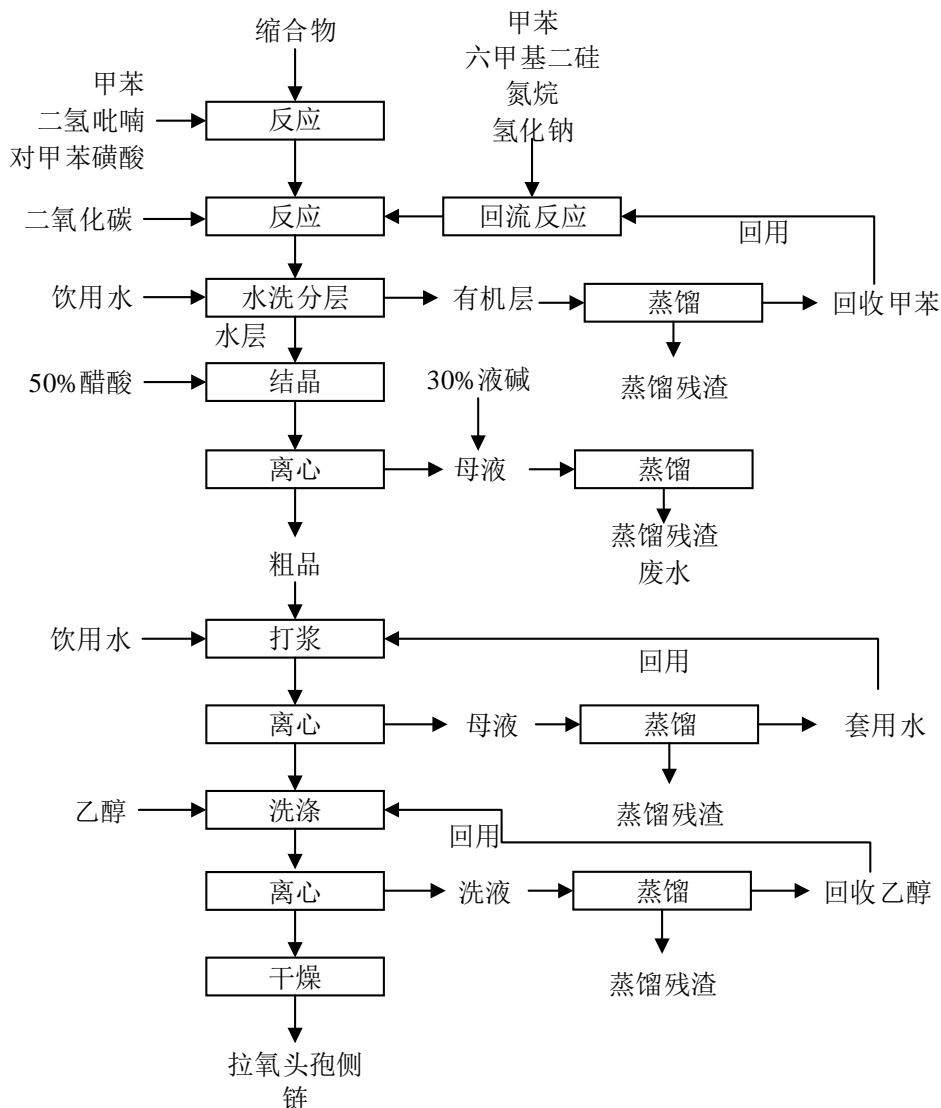 缩合物
甲苯
六甲基二硅
氮烷
氢化钠
甲苯
二氢吡喃
对甲苯磺酸
反应
二氧化碳
反应
回流反应
回用
饮用水
水洗分层
有机层
蒸馏
回收甲苯
水层
蒸馏残渣
50%醋酸
结晶
30%液碱
离心
母液
蒸馏
蒸馏残渣
废水
粗品
饮用水
打浆
回用
离心
母液
蒸馏
套用水
蒸馏残渣
乙醇
洗涤
回用
离心
洗液
蒸馏
回收乙醇
蒸馏残渣
干燥
拉氧头孢侧
链